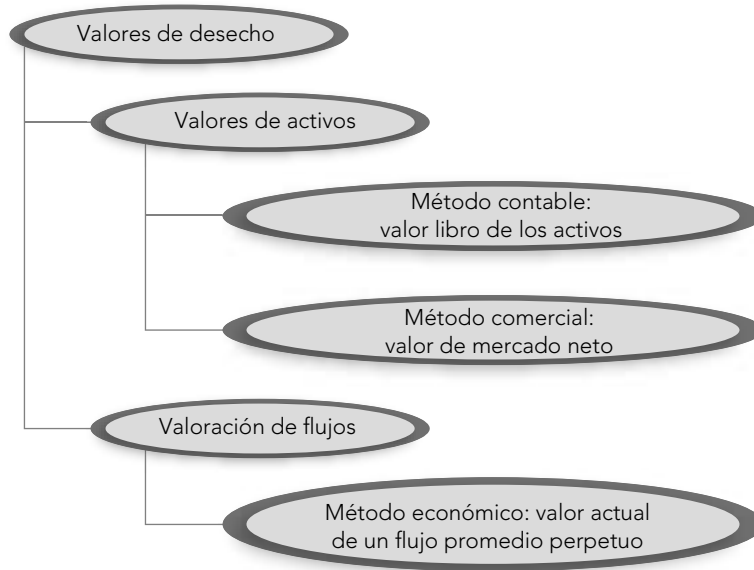 Valores de desecho
Valores de activos
Método contable:
valor libro de los activos
Método comercial:
valor de mercado neto
Valoración de flujos
Método económico: valor actual
de un flujo promedio perpetuo